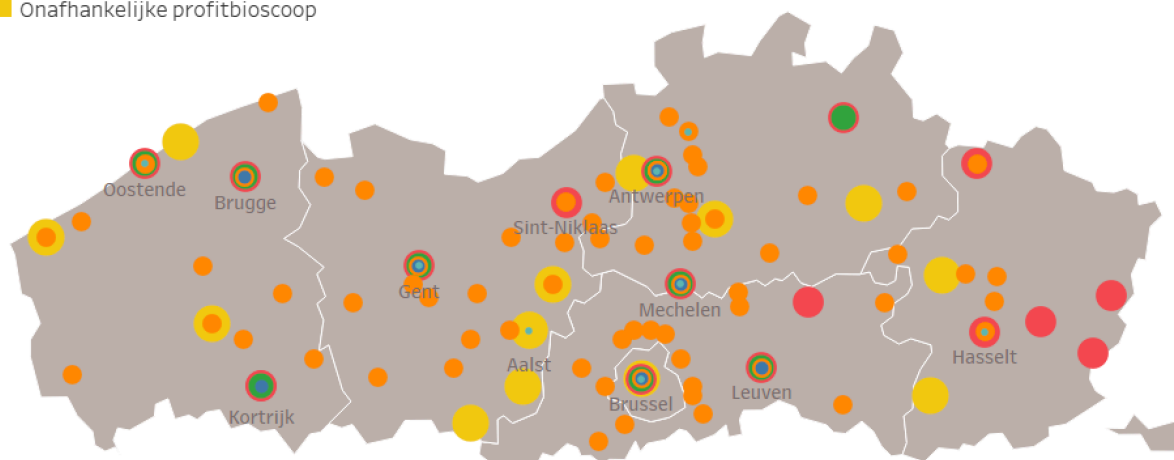 Onafhankelijke profitbioscoop
Oostende
Brugge
Antwerpen
Sint-Niklaas
Gent
Mechelen
Aalst
Hasselt
Leuven
Brussel
Kortrijk